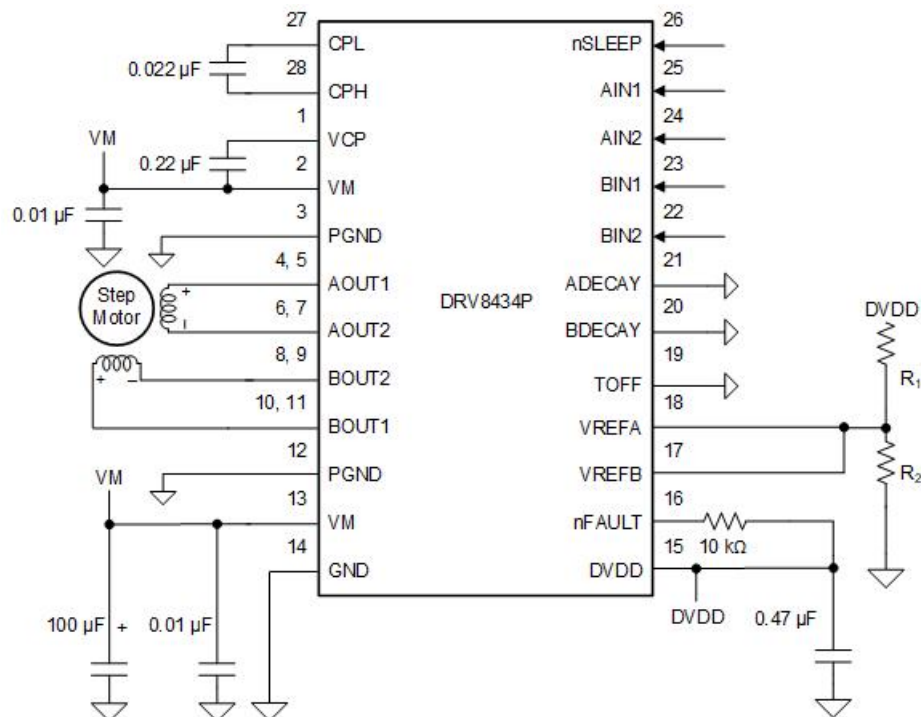 27
CPL
0.022 µF
28
CPH
1
VCP
VM
0.22 µF
2
VM
0.01 µF
3
PGND
4, 5
AOUT1
+
Step
Motor
6, 7
–
AOUT2
8, 9
+ –
BOUT2
10, 11
BOUT1
12
PGND
VM
13
VM
14
GND
100 µF +
0.01 µF
DRV8434P
26
nSLEEP
25
AIN1
24
AIN2
23
BIN1
22
BIN2
21
ADECAY
20
BDECAY
19
TOFF
18
VREFA
17
VREFB
16
nFAULT
10 kΩ
15
DVDD
DVDD
0.47 µF
DVDD
R1
R2